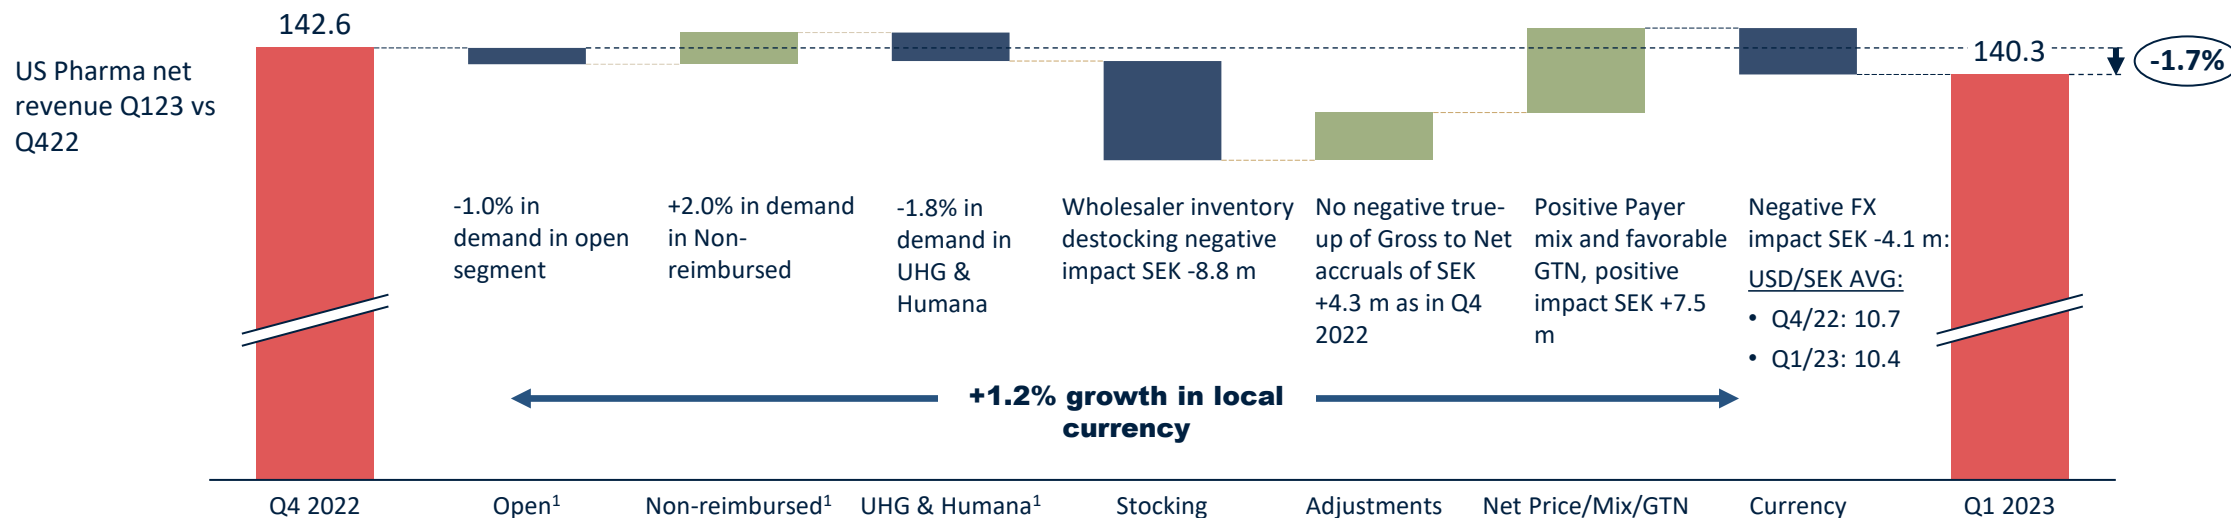 142.6
140.3
-1.7%
US Pharma net
revenue Q123 vs
Q422
-1.0% in
demand in open
segment
+2.0% in demand
in Non-
reimbursed
-1.8% in
demand in
UHG &
Humana
Wholesaler inventory
destocking negative
impact SEK -8.8 m
No negative true-
up of Gross to Net
accruals of SEK
+4.3 m as in Q4
2022
Positive Payer
mix and favorable
GTN, positive
impact SEK +7.5
m
Negative FX
impact SEK -4.1 m:
USD/SEK AVG:
• Q4/22: 10.7
• Q1/23: 10.4
+1.2% growth in local
currency
Q4 2022
Open¹
Non-reimbursed¹
UHG & Humana¹
Stocking
Adjustments
Net Price/Mix/GTN
Currency
Q1 2023